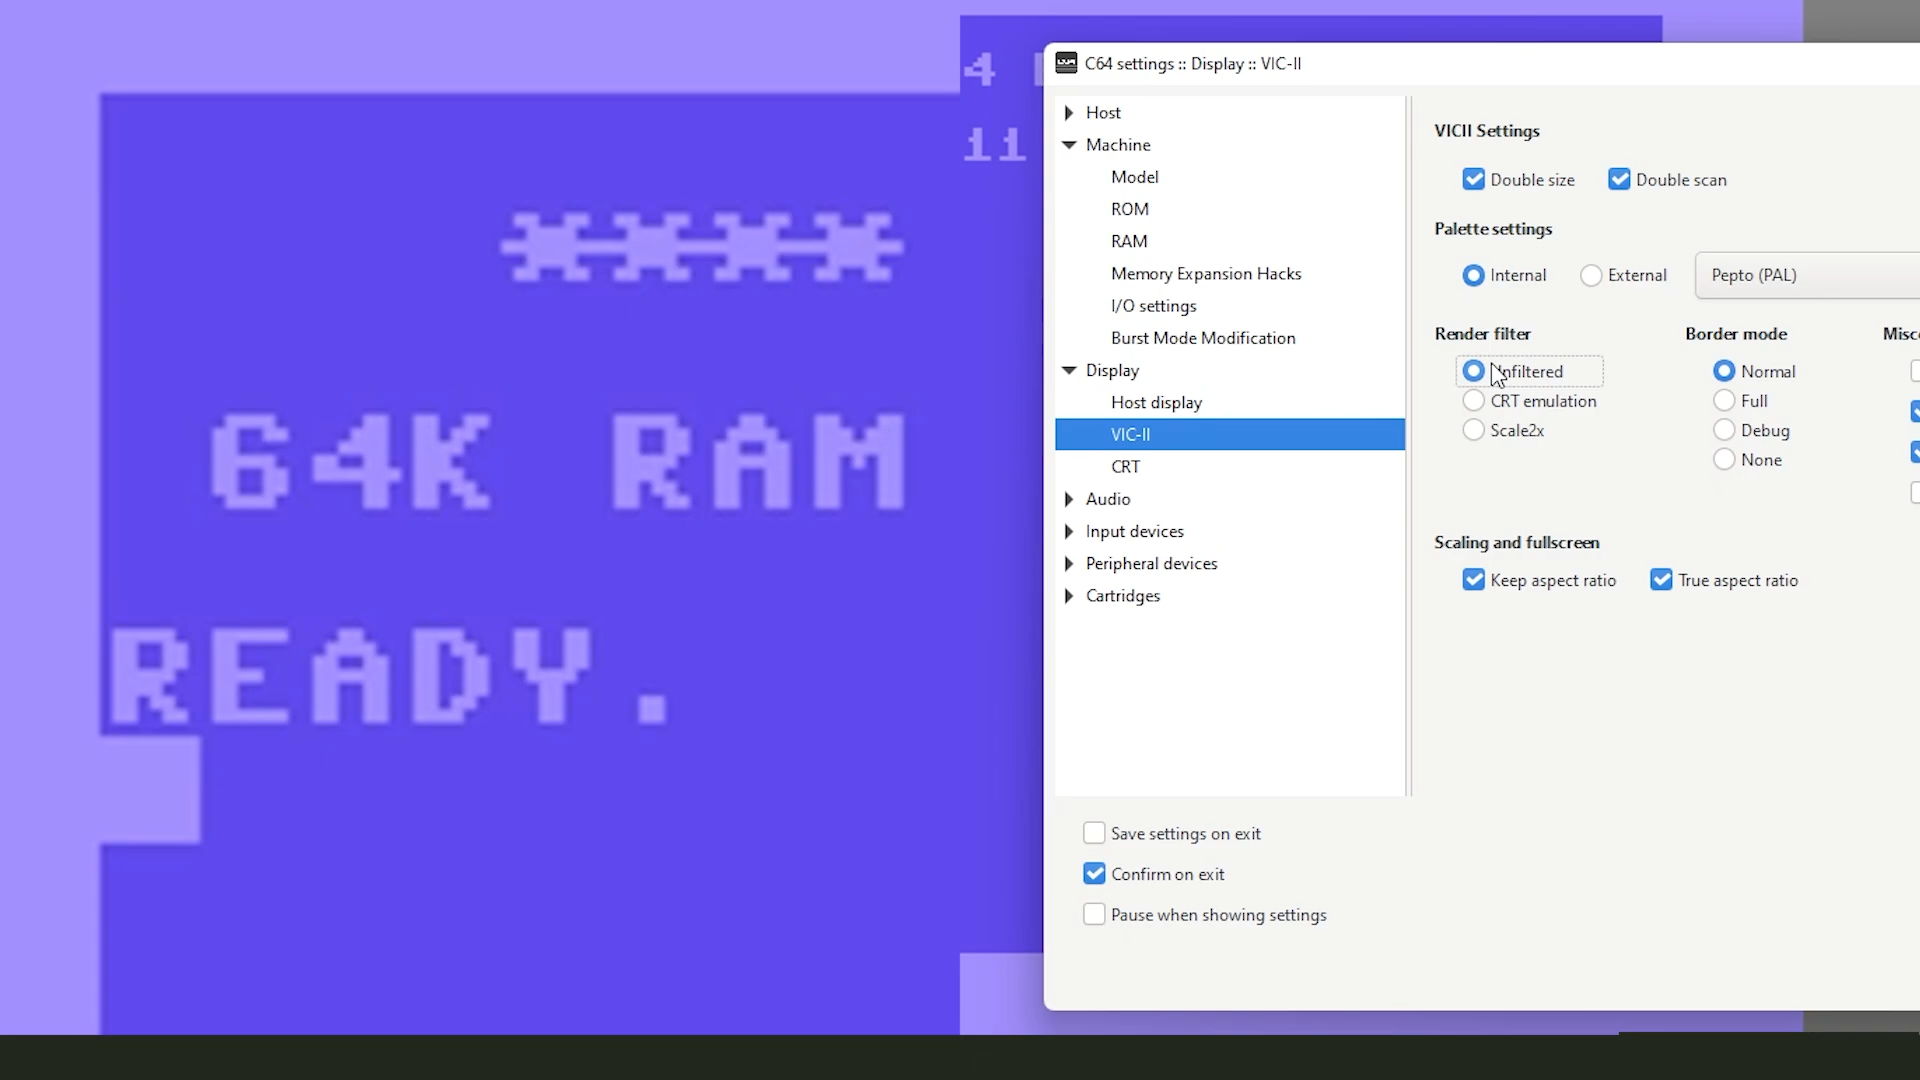 ****
64K RAM
READY.
4
11
C64 settings :: Display :: VIC-II
Host
Machine
Model
ROM
RAM
Memory Expansion Hacks
I/O settings
Burst Mode Modification
Display
Host display
VIC-II
CRT
Audio
Input devices
Peripheral devices
Cartridges
Save settings on exit
Confirm on exit
Pause when showing settings
VICII Settings
Double size Double scan
Palette settings
Internal External Pepto (PAL)
Render filter Border mode
Unfiltered Normal
CRT emulation Full
Scale2x Debug
None
Scaling and fullscreen
Keep aspect ratio True aspect ratio